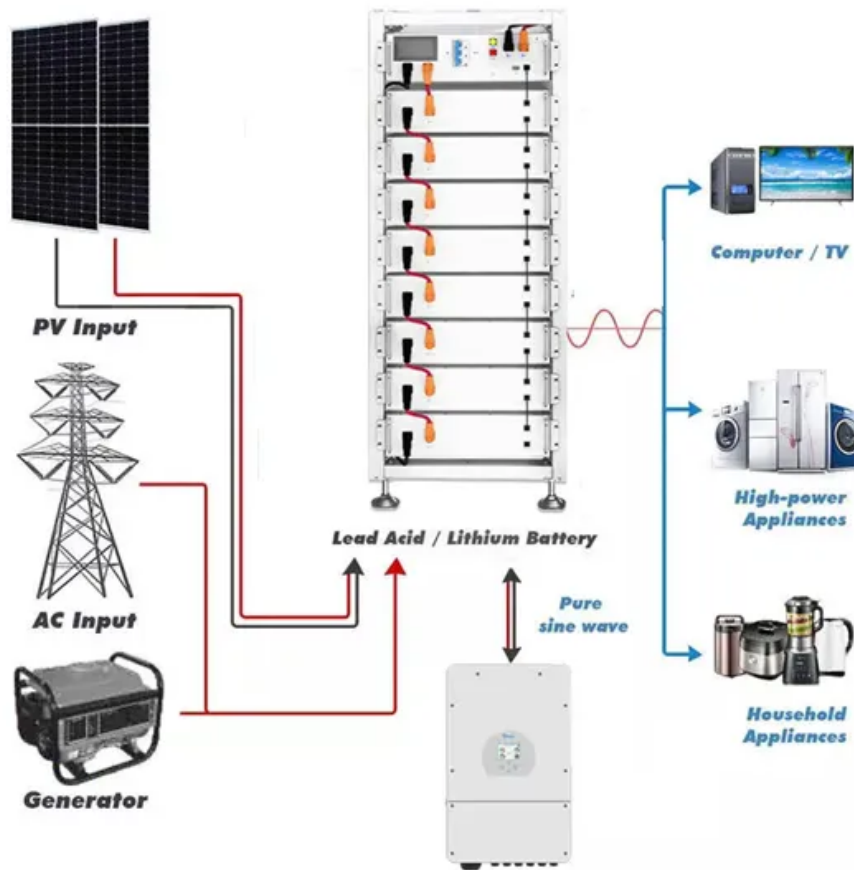 PV Input
AC Input
Generator
Lead Acid / Lithium Battery
Pure
sine wave
Computer / TV
High-power
Appliances
Household
Appliances